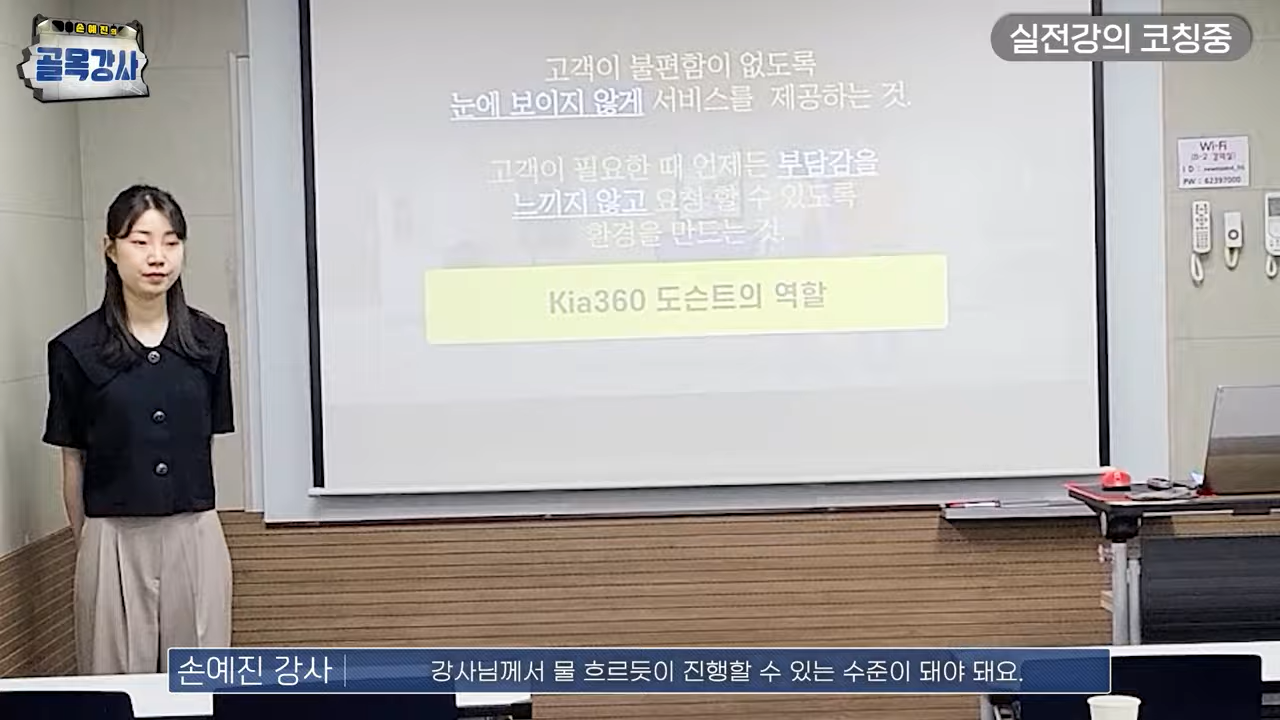 손예진의
골목강사
실전강의 코칭중
고객이 불편함이 없도록
눈에 보이지 않게 서비스를 제공하는 것.
고객이 필요한 때 언제든 부담감을
느끼지 않고 요청 할 수 있도록
환경을 만드는 것.
Kia360 도슨트의 역할
Wi-Fi
PW : 62397000
손예진 강사
강사님께서 물 흐르듯이 진행할 수 있는 수준이 돼야 돼요.